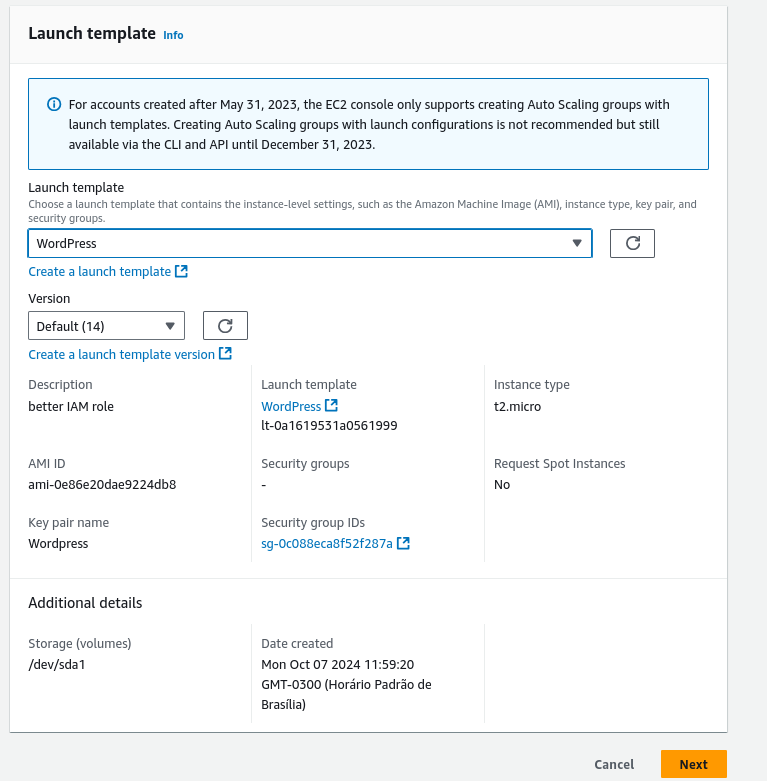 Launch template Info
For accounts created after May 31, 2023, the EC2 console only supports creating Auto Scaling groups with
launch templates. Creating Auto Scaling groups with launch configurations is not recommended but still
available via the CLI and API until December 31, 2023.
Launch template
Choose a launch template that contains the instance-level settings, such as the Amazon Machine Image (AMI), instance type, key pair, and
security groups.
WordPress
Create a launch template
Version
Default (14)
Create a launch template version
Description
better IAM role
Launch template
WordPress
lt-0a1619531a0561999
Instance type
t2.micro
AMI ID
ami-0e86e20dae9224db8
Security groups
-
Request Spot Instances
No
Key pair name
Wordpress
Security group IDs
sg-0c088eca8f52f287a
Additional details
Storage (volumes)
/dev/sda1
Date created
Mon Oct 07 2024 11:59:20
GMT-0300 (Horário Padrão de
Brasília)
Cancel
Next